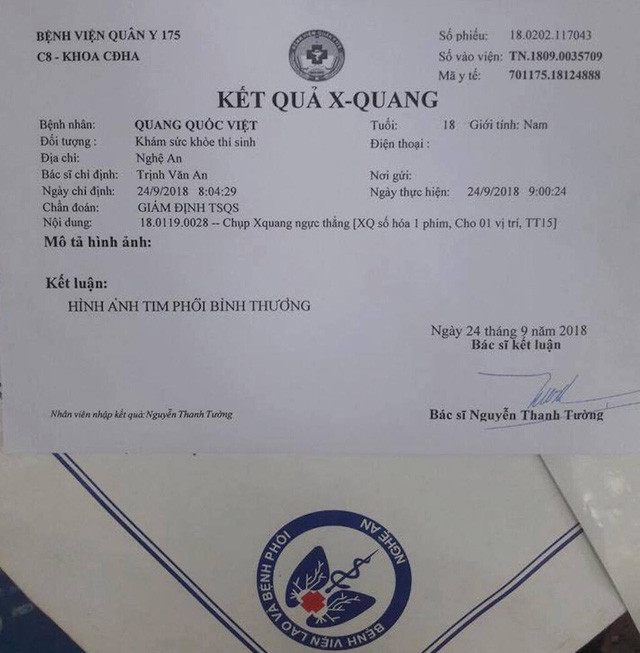 BỆNH VIỆN QUÂN Y 175
C8 - KHOA CĐHA
Số phiếu: 18.0202.117043
Số vào viện: TN.1809.0035709
Mã y tế: 701175.18124888
KẾT QUẢ X-QUANG
Bệnh nhân: QUANG QUỐC VIỆT Tuổi: 18 Giới tính: Nam
Đối tượng : Khám sức khỏe thí sinh Điện thoại :
Địa chỉ: Nghệ An
Bác sĩ chỉ định: Trịnh Văn An Nơi gửi:
Ngày chỉ định: 24/9/2018 8:04:29 Ngày thực hiện: 24/9/2018 9:00:24
Chẩn đoán: GIÁM ĐỊNH TSQS
Nội dung: 18.0119.0028 -- Chụp Xquang ngực thẳng [XQ số hóa 1 phim, Cho 01 vị trí, TT15]
Mô tả hình ảnh:
Kết luận:
HÌNH ẢNH TIM PHỔI BÌNH THƯỜNG
Ngày 24 tháng 9 năm 2018
Bác sĩ kết luận
Nhân viên nhập kết quả: Nguyễn Thanh Tường
Bác sĩ Nguyễn Thanh Tường
BỆNH VIỆN LAO VÀ BỆNH PHỔI
NGHỆ AN